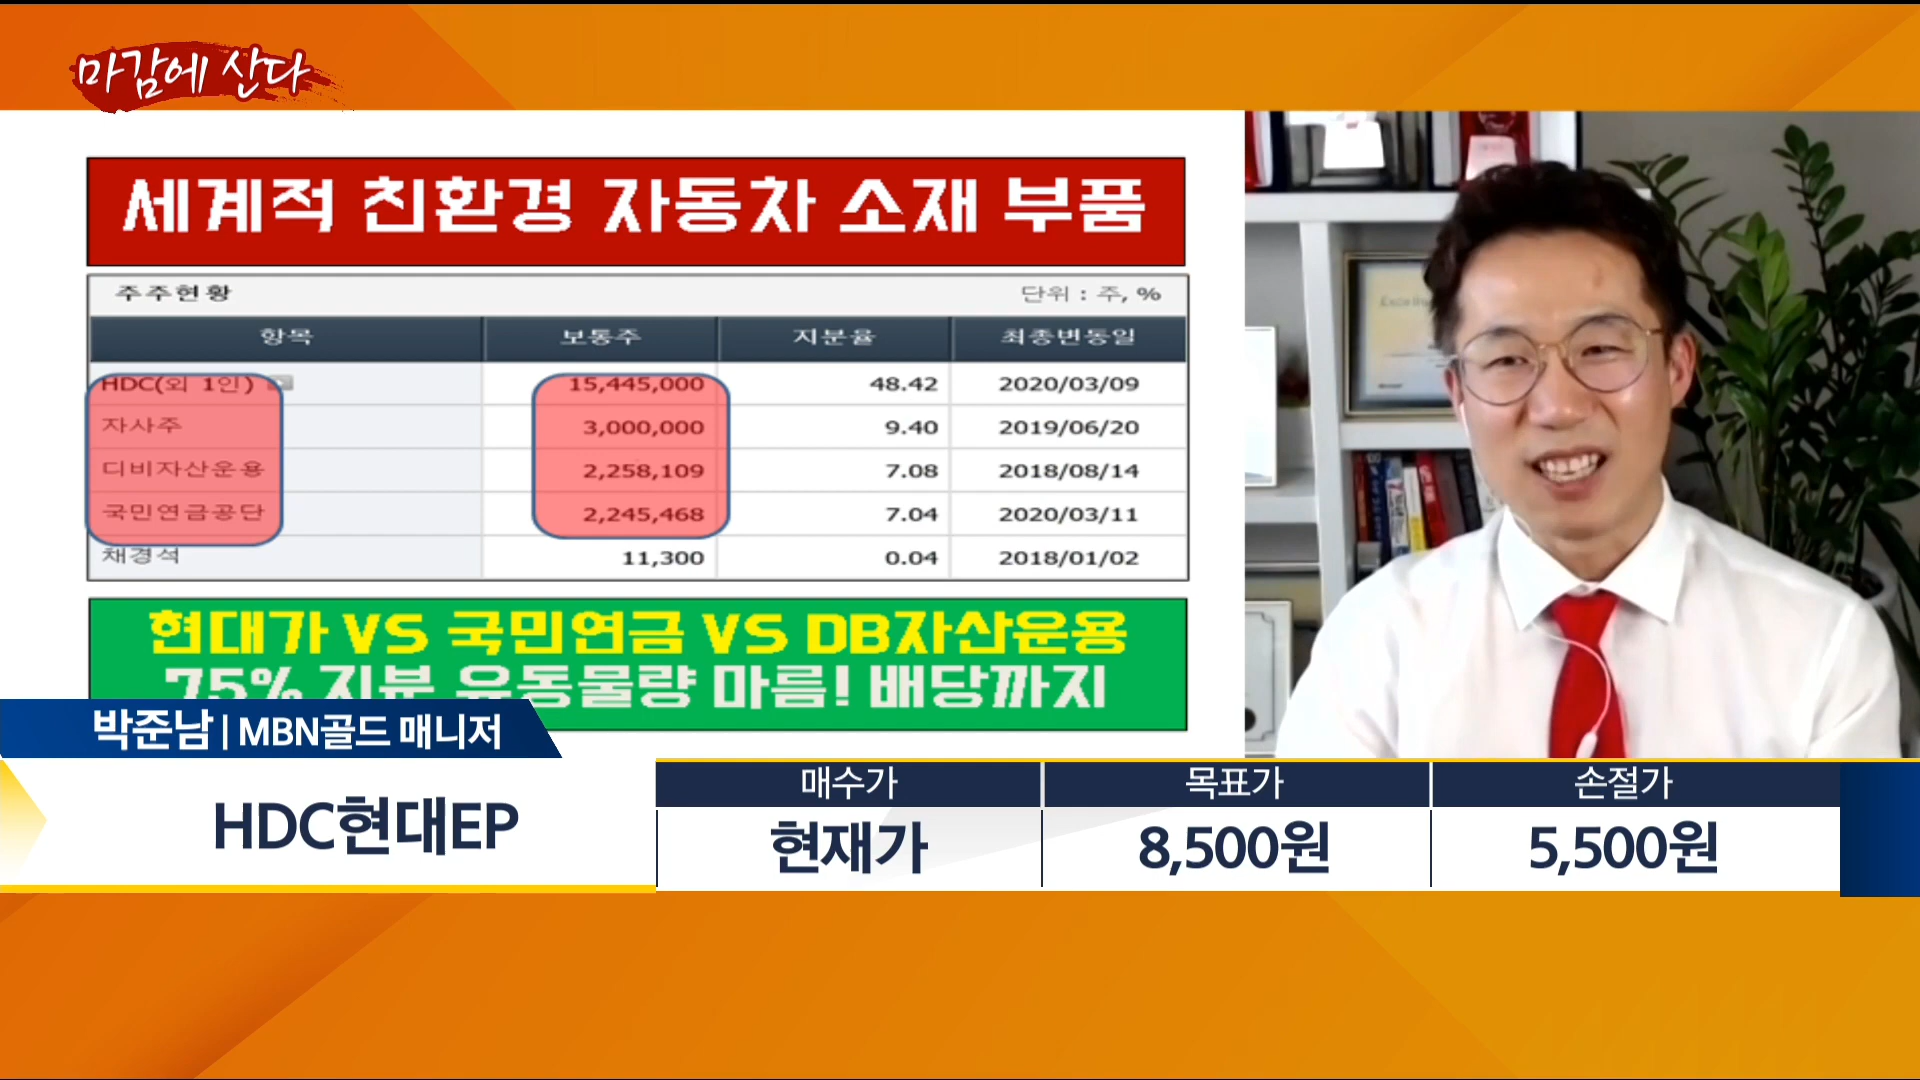 마감에 산다
세계적 친환경 자동차 소재 부품
주주현황 단위 : 주, %
항목 보통주 지분율 최종변동일
HDC(외 1인) 15,445,000 48.42 2020/03/09
자사주 3,000,000 9.40 2019/06/20
디비자산운용 2,258,109 7.08 2018/08/14
국민연금공단 2,245,468 7.04 2020/03/11
채경석 11,300 0.04 2018/01/02
현대가 VS 국민연금 VS DB자산운용
75% 지분 유동물량 마름! 배당까지
박준남 | MBN골드 매니저
HDC현대EP
매수가 목표가 손절가
현재가 8,500원 5,500원